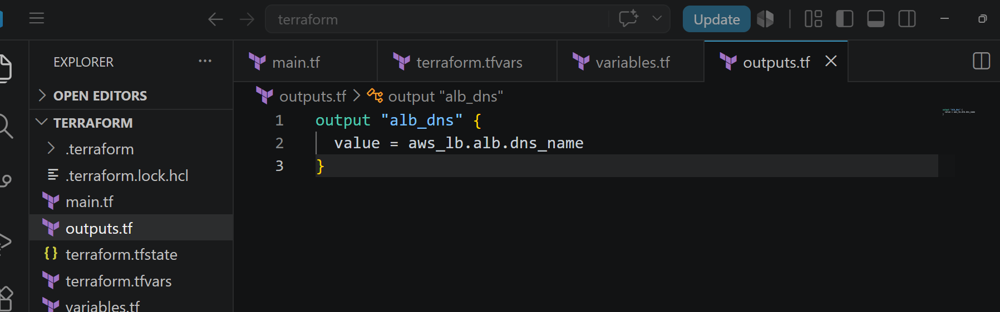 terraform
Update
EXPLORER
main.tf
terraform.tfvars
variables.tf
outputs.tf
OPEN EDITORS
TERRAFORM
.terraform
.terraform.lock.hcl
main.tf
outputs.tf
terraform.tfstate
terraform.tfvars
variables.tf
outputs.tf > output "alb_dns"
1 output "alb_dns" {
2 value = aws_lb.alb.dns_name
3 }